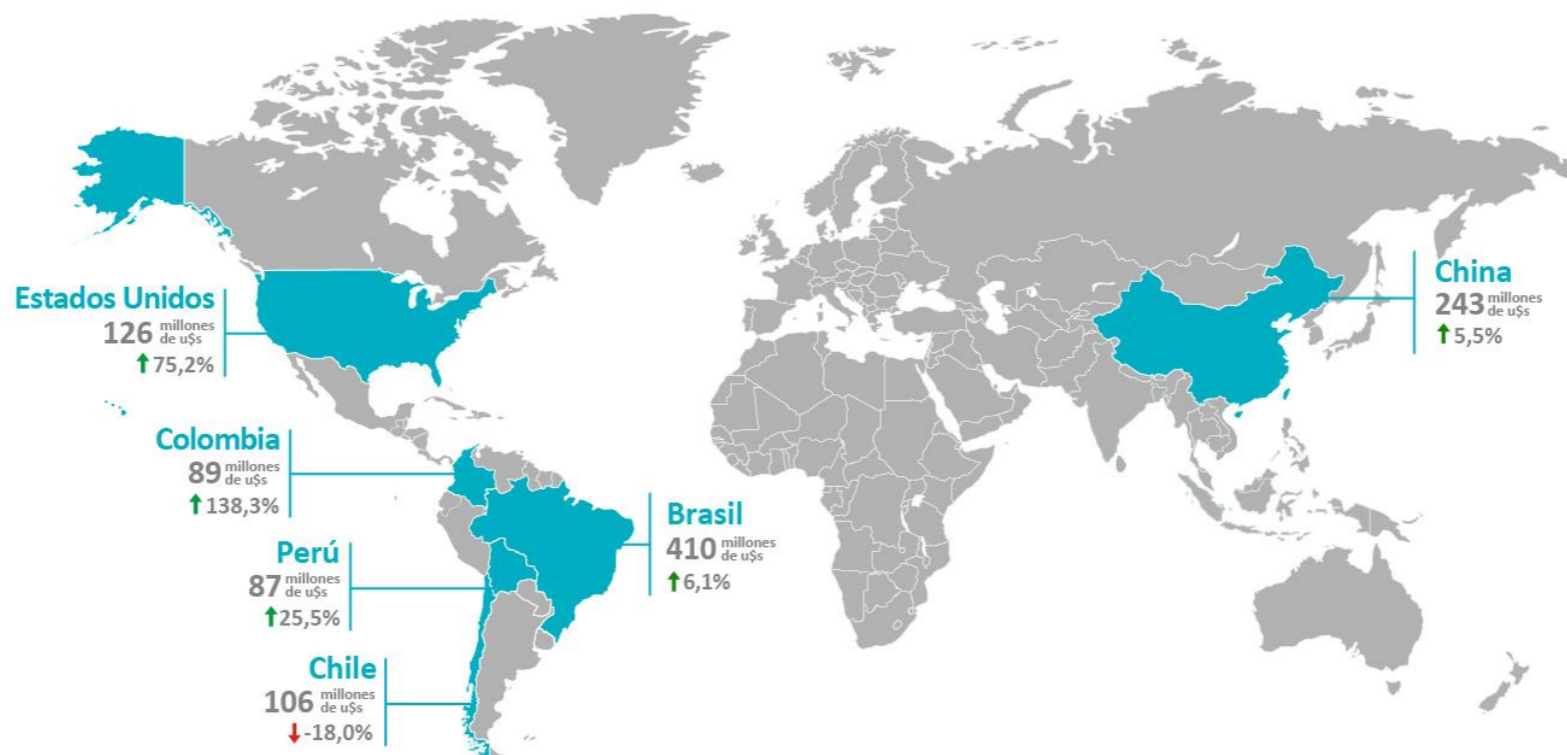 Estados Unidos
126 millones de u$s
↑ 75,2%
Colombia
89 millones de u$s
↑ 138,3%
Perú
87 millones de u$s
↑ 25,5%
Chile
106 millones de u$s
↓ -18,0%
Brasil
410 millones de u$s
↑ 6,1%
China
243 millones de u$s
↑ 5,5%